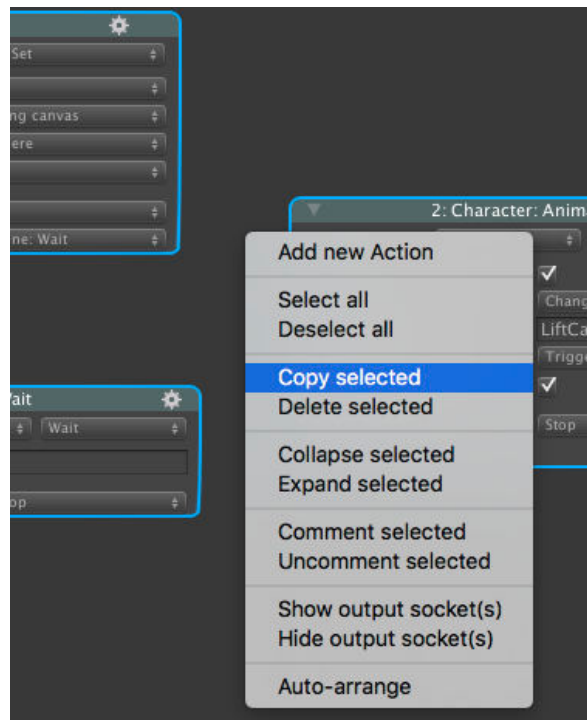 Set
ng canvas
ere
ne: Wait
2: Character: Anima
Chang
LiftCa
Trigge
Stop
Wait
Wait
op
Add new Action
Select all
Deselect all
Copy selected
Delete selected
Collapse selected
Expand selected
Comment selected
Uncomment selected
Show output socket(s)
Hide output socket(s)
Auto-arrange